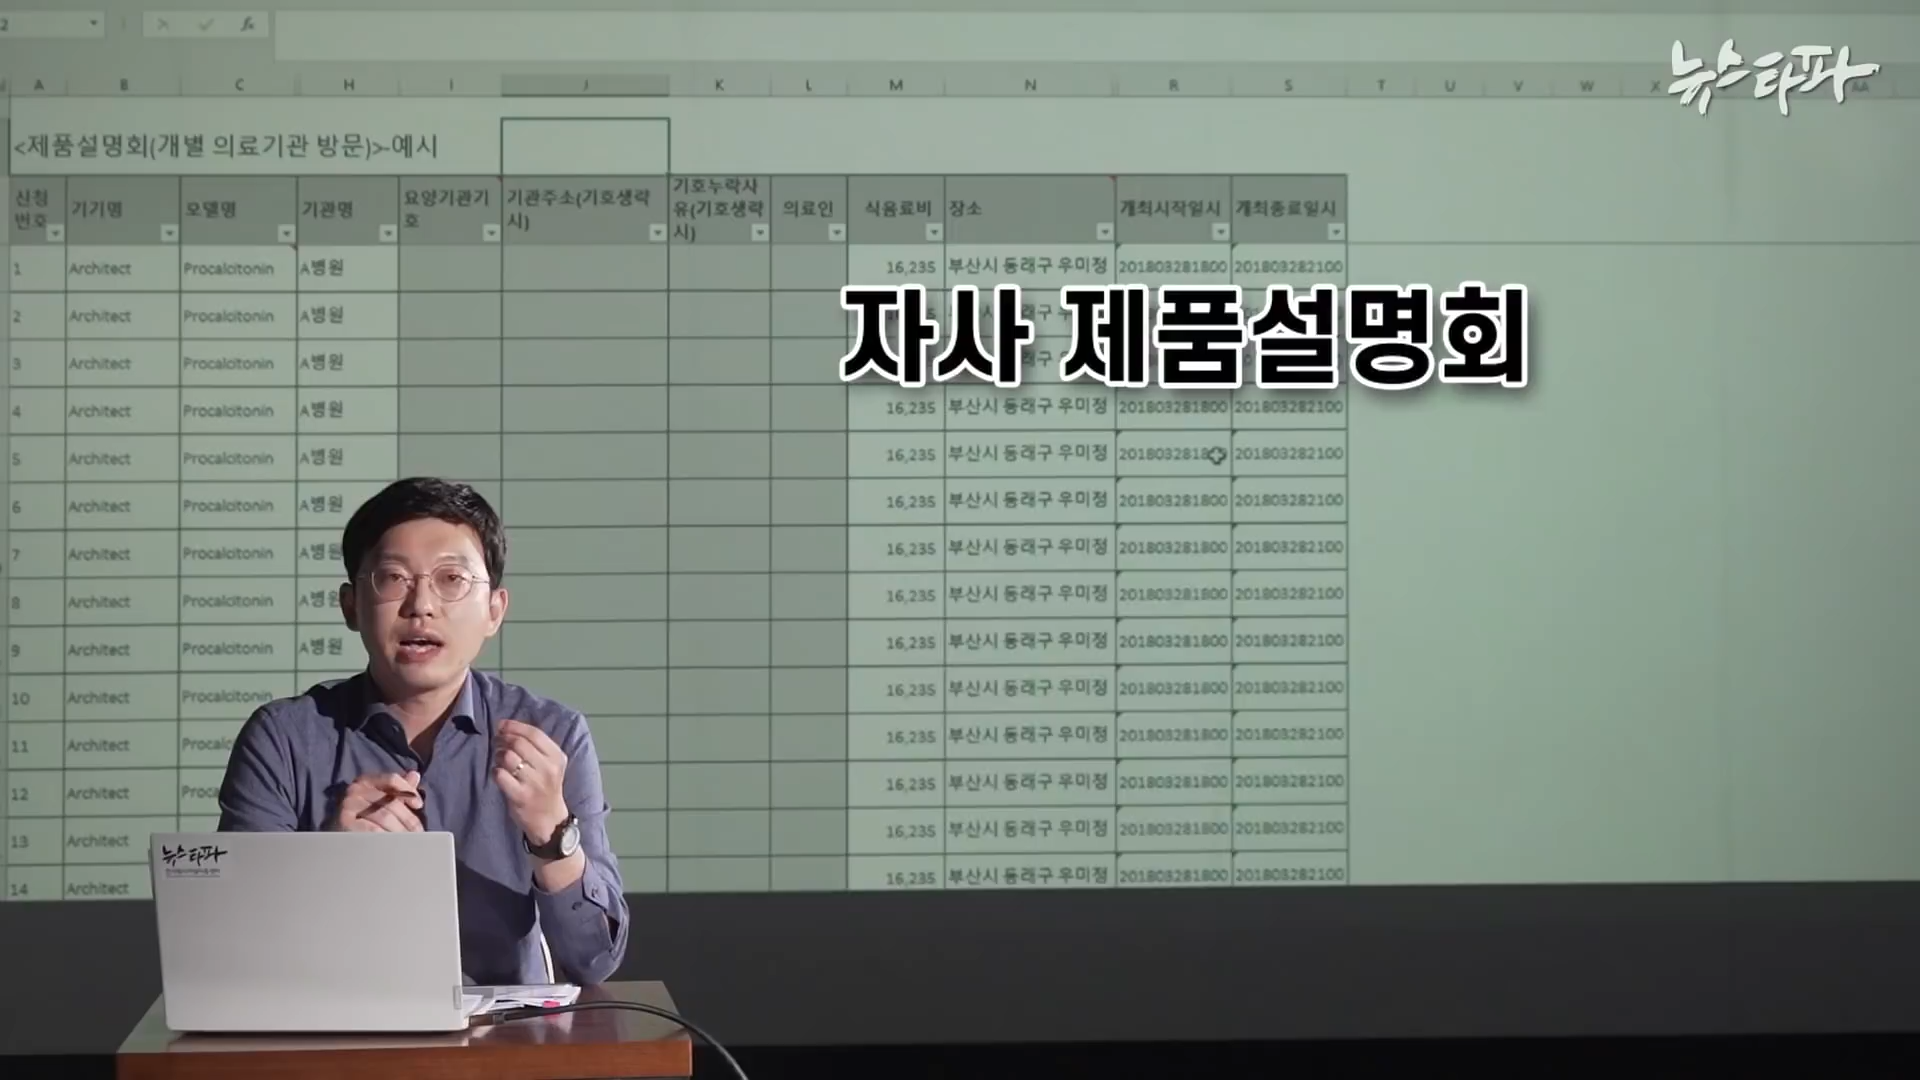 뉴스타파
A B C H I J K L M N R S T U V W X AA
<제품설명회(개별 의료기관 방문)>-예시
자사 제품설명회
신청번호 기기명 모델명 기관명 요양기관기호 기관주소(기호생략시) 기호누락사유(기호생략시) 의료인 식음료비 장소 개최시작일시 개최종료일시
1 Architect Procalcitonin A병원 16,235 부산시 동래구 우미정 201803281800 201803282100
2 Architect Procalcitonin A병원
3 Architect Procalcitonin A병원
4 Architect Procalcitonin A병원 16,235 부산시 동래구 우미정 201803281800 201803282100
5 Architect Procalcitonin A병원 16,235 부산시 동래구 우미정 201803282100
6 Architect Procalcitonin A병원 16,235 부산시 동래구 우미정 201803281800 201803282100
7 Architect Procalcitonin A병원 16,235 부산시 동래구 우미정 201803281800 201803282100
8 Architect Procalcitonin A병원 16,235 부산시 동래구 우미정 201803281800 201803282100
9 Architect Procalcitonin A병원 16,235 부산시 동래구 우미정 201803281800 201803282100
10 Architect Procalcitonin 16,235 부산시 동래구 우미정 201803281800 201803282100
11 Architect 16,235 부산시 동래구 우미정 201803281800 201803282100
12 Architect 16,235 부산시 동래구 우미정 201803281800 201803282100
13 Architect 16,235 부산시 동래구 우미정 201803281800 201803282100
14 Architect 16,235 부산시 동래구 우미정 201803281800 201803282100
뉴스타파